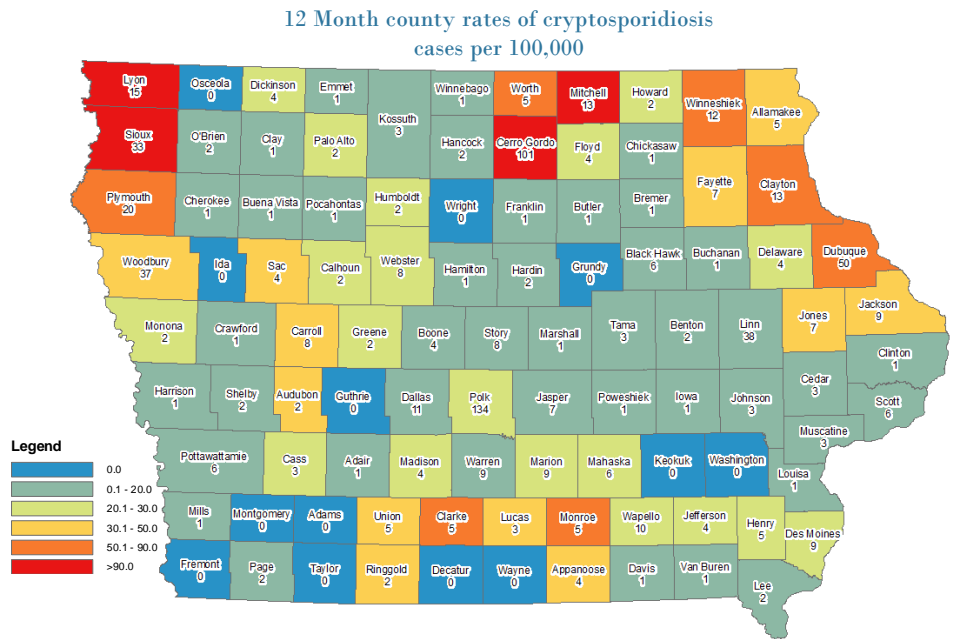 12 Month county rates of cryptosporidiosis
cases per 100,000
Lyon
15
Osceola
0
Dickinson
4
Emmet
1
Kossuth
3
Winnebago
1
Worth
5
Mitchell
13
Howard
2
Winneshiek
12
Allamakee
5
Sioux
33
O'Brien
2
Clay
1
Palo Alto
2
Hancock
2
Cerro Gordo
101
Floyd
4
Chickasaw
1
Fayette
7
Clayton
13
Plymouth
20
Cherokee
1
Buena Vista
1
Pocahontas
1
Humboldt
2
Wright
0
Franklin
1
Butler
1
Bremer
1
Woodbury
37
Ida
0
Sac
4
Calhoun
2
Webster
8
Hamilton
1
Hardin
2
Grundy
0
Black Hawk
6
Buchanan
1
Delaware
4
Dubuque
50
Monona
2
Crawford
1
Carroll
8
Greene
2
Boone
4
Story
8
Marshall
1
Tama
3
Benton
2
Linn
38
Jones
7
Jackson
9
Clinton
1
Harrison
1
Shelby
2
Audubon
2
Guthrie
0
Dallas
11
Polk
134
Jasper
7
Poweshiek
1
Iowa
1
Johnson
3
Cedar
3
Scott
6
Muscatine
3
Pottawattamie
6
Cass
3
Adair
1
Madison
4
Warren
9
Marion
9
Mahaska
6
Keokuk
0
Washington
0
Louisa
1
Mills
1
Montgomery
0
Adams
0
Union
5
Clarke
5
Lucas
3
Monroe
5
Wapello
10
Jefferson
4
Henry
5
Des Moines
9
Fremont
0
Page
2
Taylor
0
Ringgold
2
Decatur
0
Wayne
0
Appanoose
4
Davis
1
Van Buren
1
Lee
2
Legend
0.0
0.1 - 20.0
20.1 - 30.0
30.1 - 50.0
50.1 - 90.0
>90.0